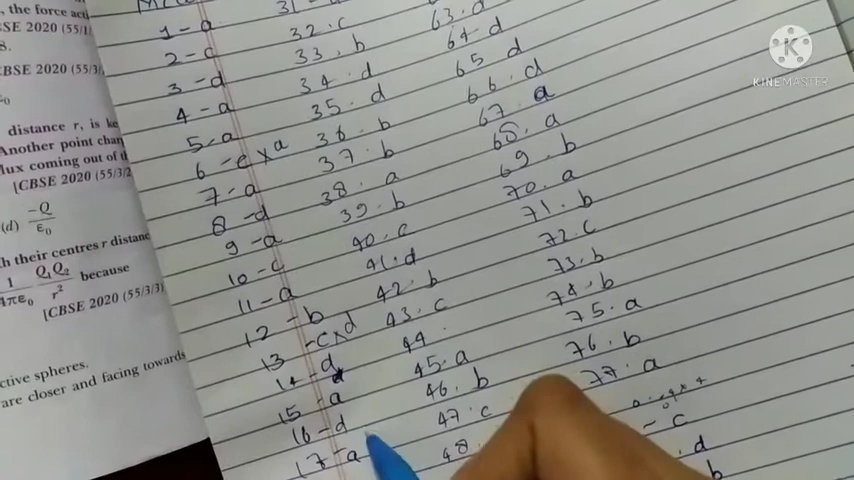 , the force acti
BSE 2020 (55/1
8.
CBSE 2020 (55/3/
distance r, is ke
Another point char
lux coming out of t
[CBSE 2020 (55/3/2
(d) -Q/ε0
th their centres r distanc
1/4πε0 Q1Q2/r² because
[CBSE 2020 (55/3/3)
ctive spheres.
are closer and facing towards
1-a
2-c
3-d
4-a
5-a
6-c x a
7-a
8-d
9-a
10-c
11-a
12-b
13-c x d
14-d
15-a
16-d
17-a
31
32. c
33. b
34. d
35. d
36. b
37. b
38. a
39. b
40. c
41. d
42. b
43. c
44.
45. a
46. b
47. c
48.
63. d
64-d
65 d
66. d
67. a
68. a
69. b
70. a
71. b
72. c
73. b
74. b
75. a
76. b
77. a
- c
. d
b
KINEMASTER